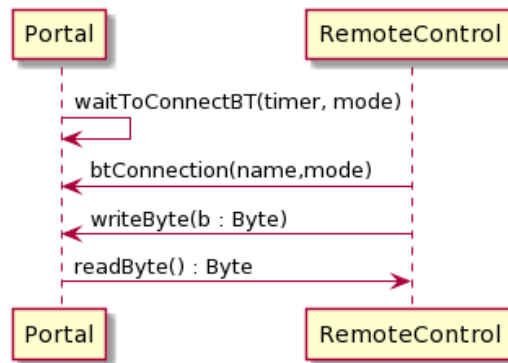 Portal RemoteControl
waitToConnectBT(timer, mode)
btConnection(name,mode)
writeByte(b : Byte)
readByte() : Byte
Portal RemoteControl